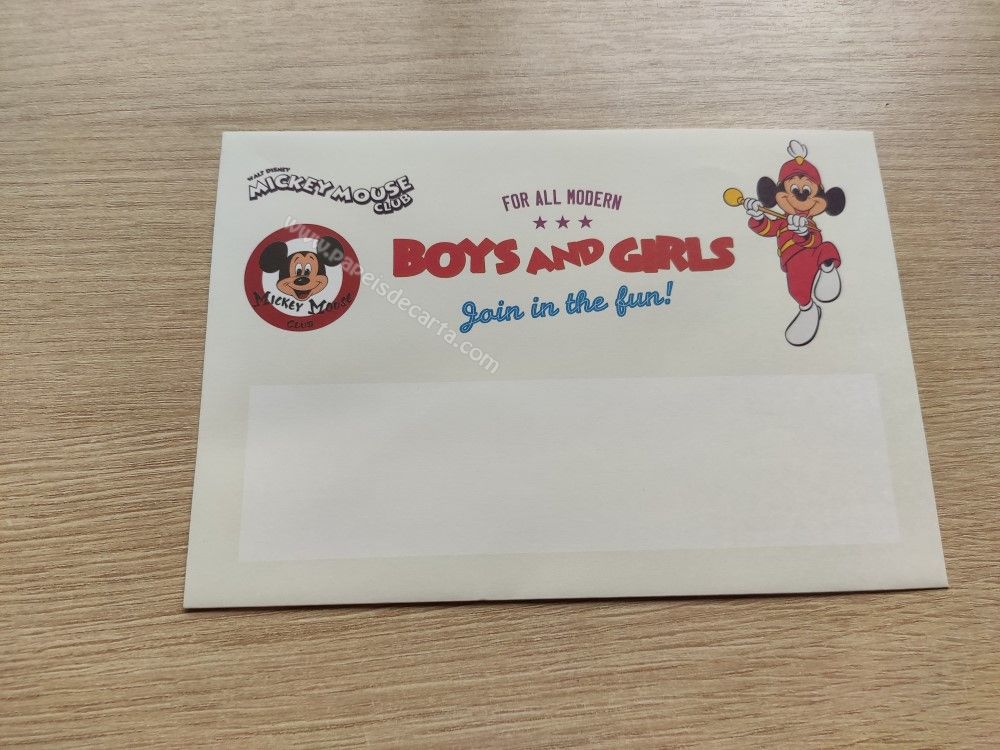 WALT DISNEY
MICKEY MOUSE
CLUB
MICKEY MOUSE
CLUB
FOR ALL MODERN
BOYS AND GIRLS
Join in the fun!
www.Papeisdecarta.com